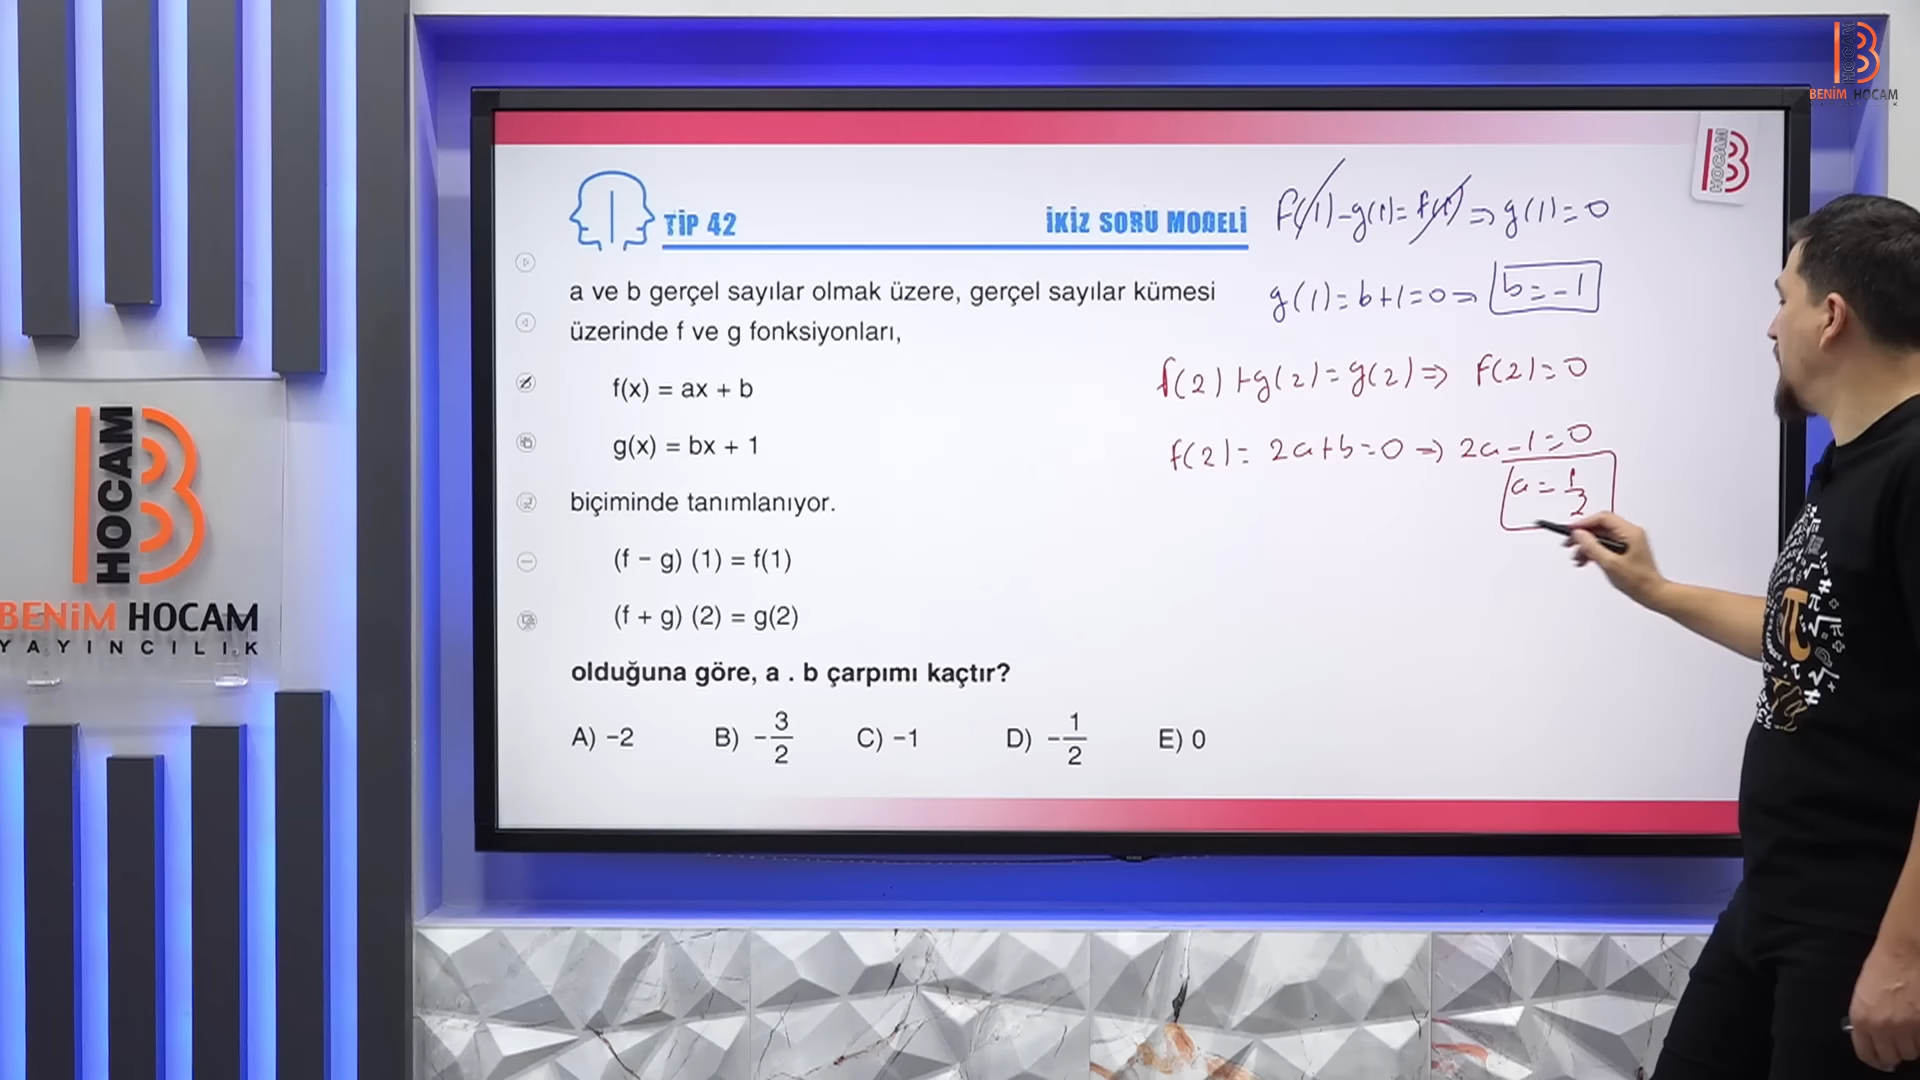 B HOCAM
BENİM HOCAM
HOCAM
TİP 42
İKİZ SORU MODELİ
a ve b gerçel sayılar olmak üzere, gerçel sayılar kümesi
üzerinde f ve g fonksiyonları,
f(x) = ax + b
g(x) = bx + 1
biçiminde tanımlanıyor.
(f - g) (1) = f(1)
(f + g) (2) = g(2)
olduğuna göre, a . b çarpımı kaçtır?
A) -2 B) -3/2 C) -1 D) -1/2 E) 0
f(1)-g(1)=f(1) ⇒ g(1)=0
g(1)=b+1=0 ⇒ b=-1
f(2)+g(2)=g(2) ⇒ f(2)=0
f(2)= 2a+b=0 ⇒ 2a-1=0
a=1/2
HOCAM
BENİM HOCAM
YAYINCILIK
π